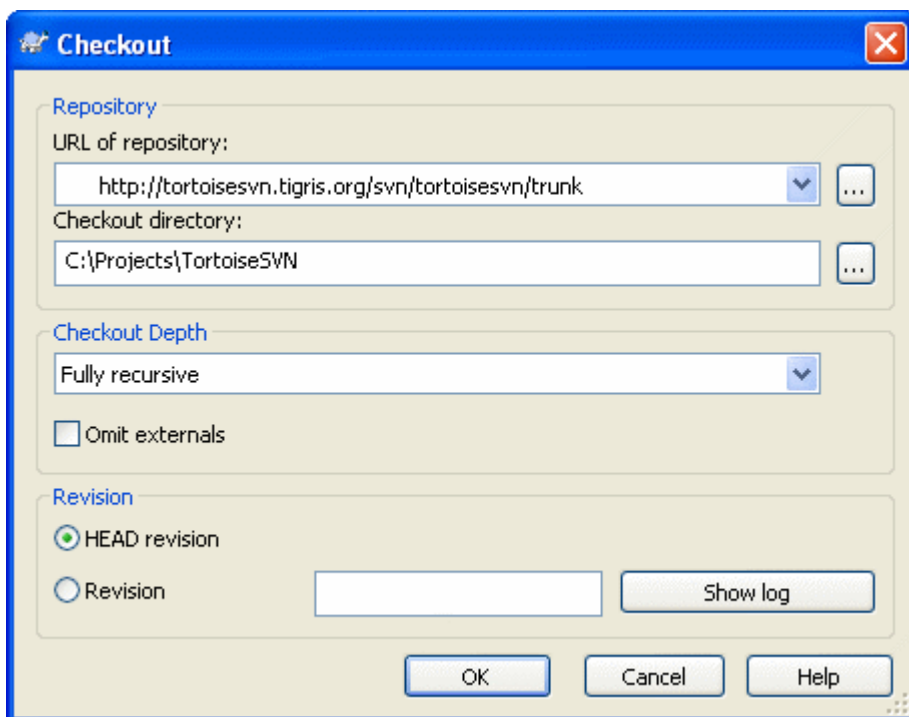 Checkout
Repository
URL of repository:
http://tortoisesvn.tigris.org/svn/tortoisesvn/trunk
...
Checkout directory:
C:\Projects\TortoiseSVN
...
Checkout Depth
Fully recursive
Omit externals
Revision
HEAD revision
Revision
Show log
OK
Cancel
Help